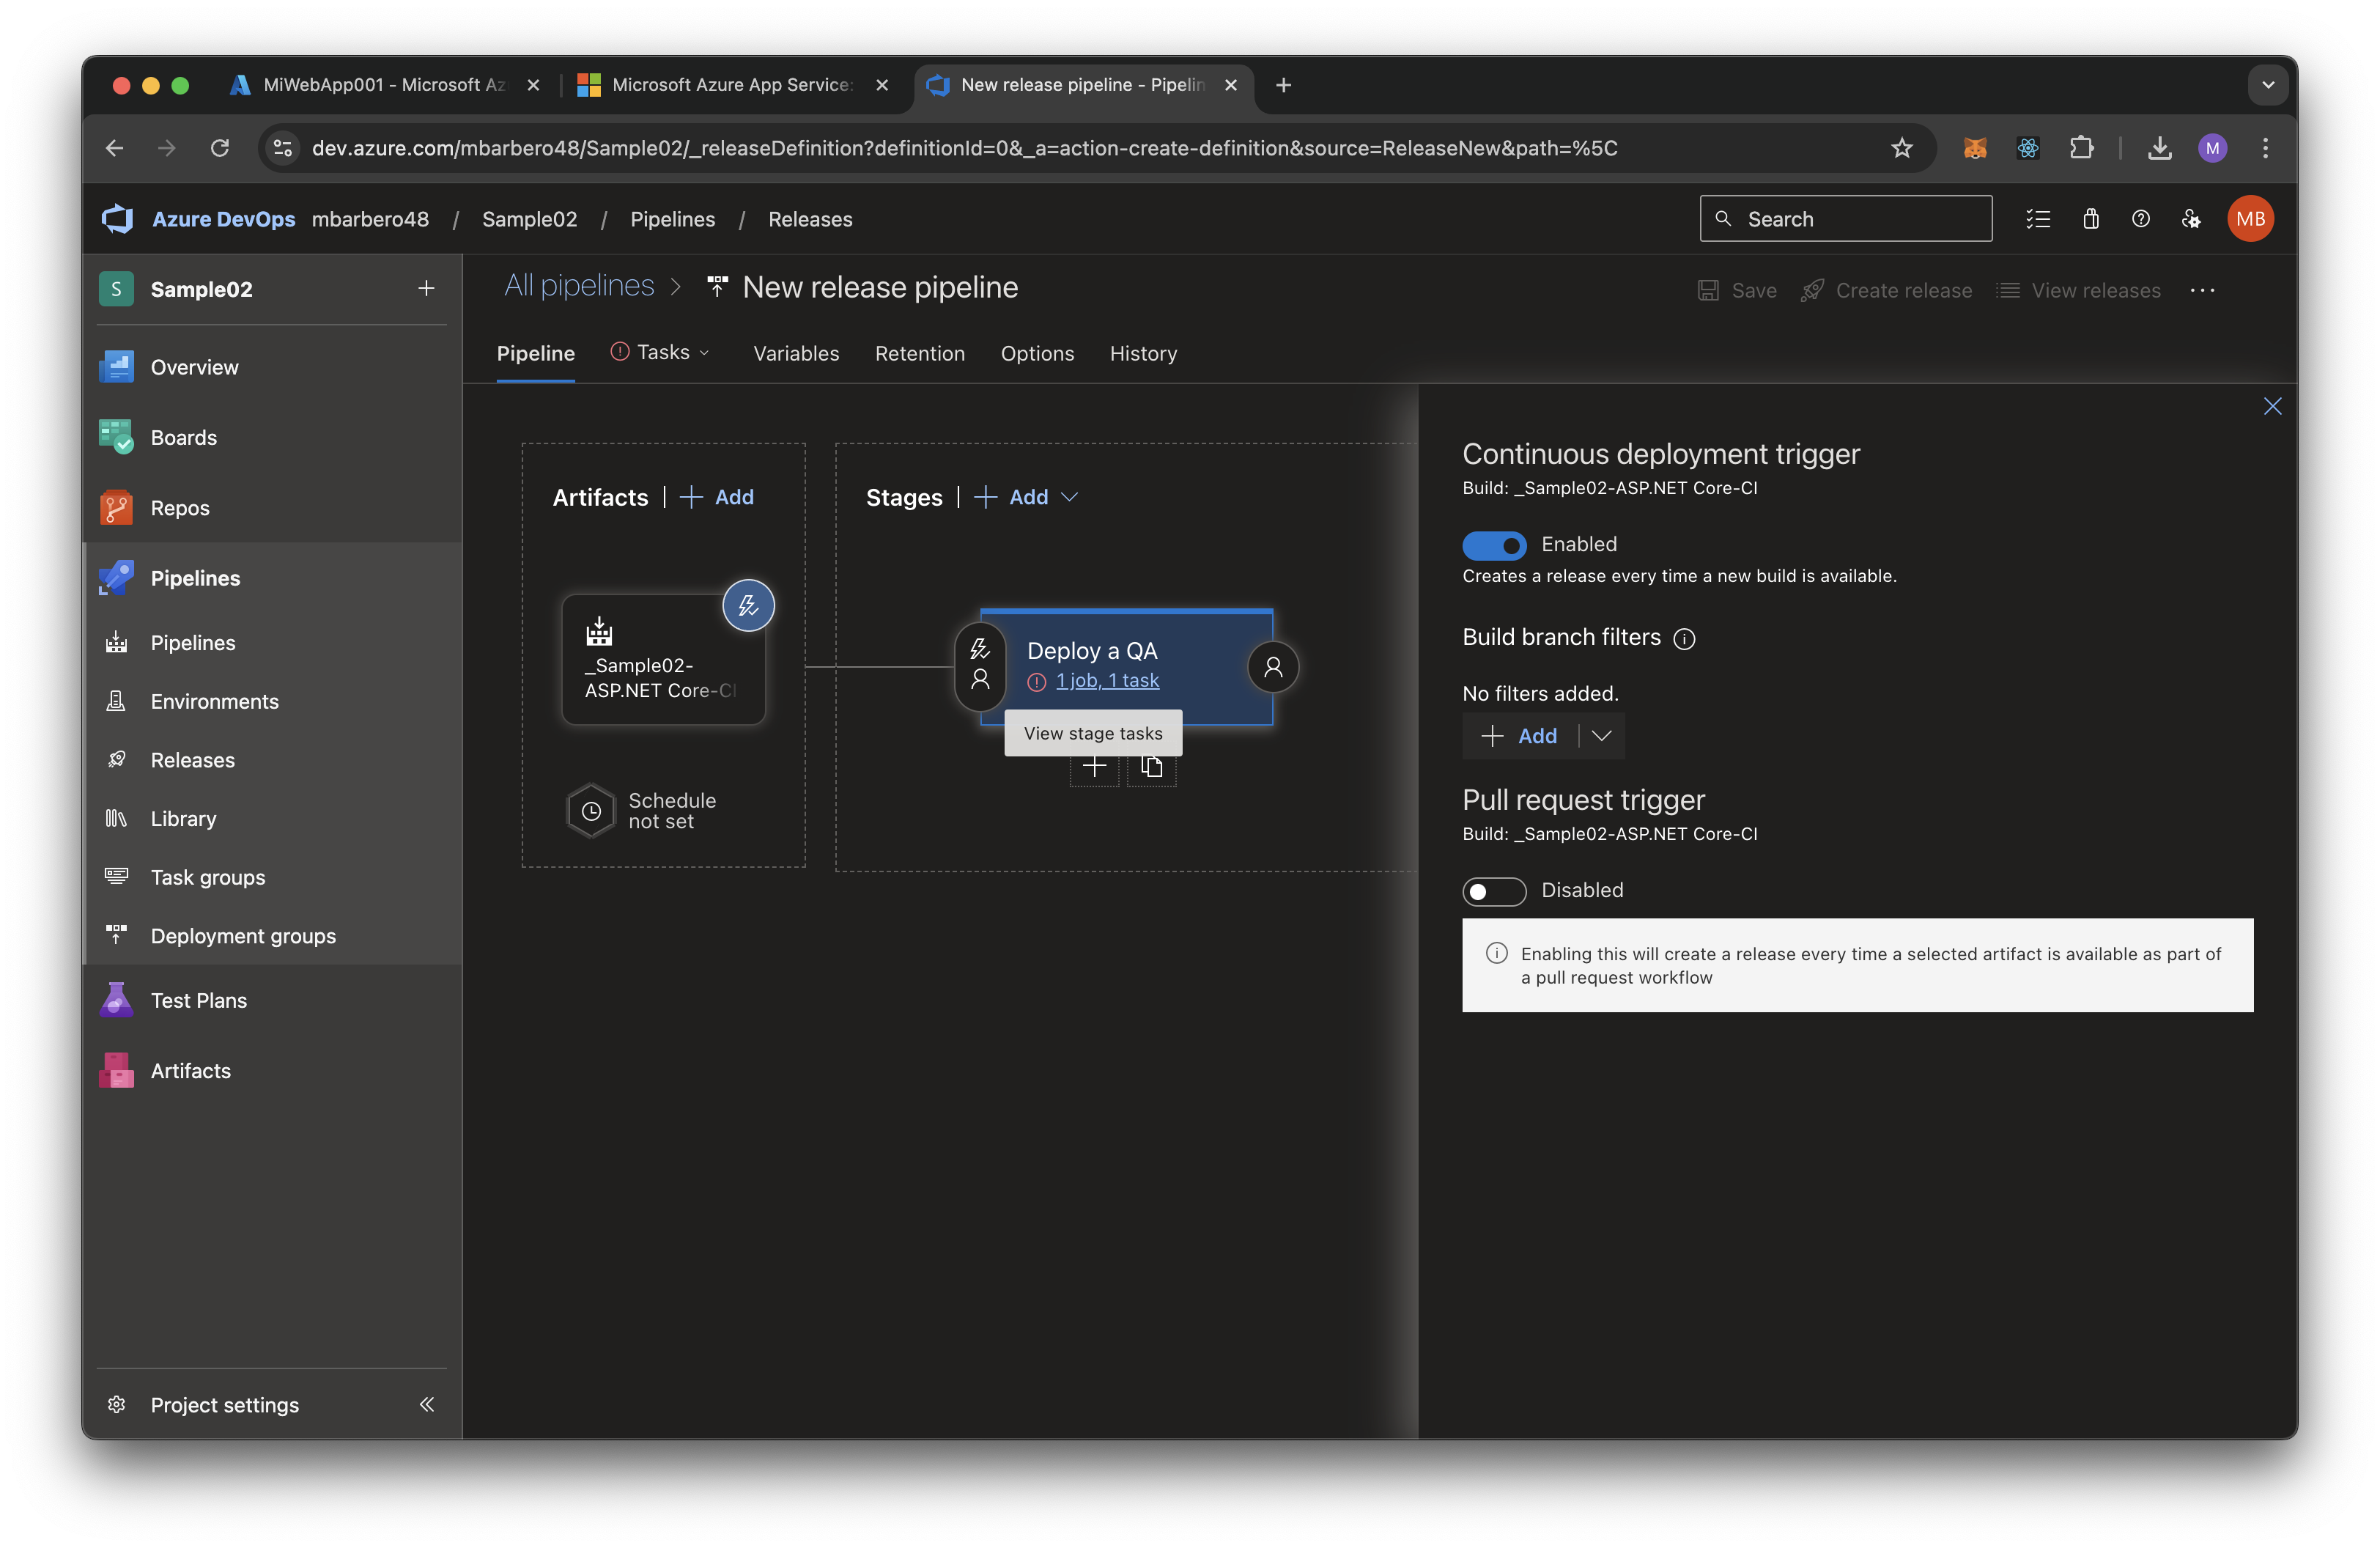 MiWebApp001 - Microsoft Az
Microsoft Azure App Service:
New release pipeline - Pipelin
dev.azure.com/mbarbero48/Sample02/_releaseDefinition?definitionId=0&_a=action-create-definition&source=ReleaseNew&path=%5C
M
Azure DevOps mbarbero48 / Sample02 / Pipelines / Releases
Search
MB
S Sample02
Overview
Boards
Repos
Pipelines
Pipelines
Environments
Releases
Library
Task groups
Deployment groups
Test Plans
Artifacts
Project settings
All pipelines > New release pipeline
Save Create release View releases
Pipeline Tasks Variables Retention Options History
Artifacts | Add
_Sample02-
ASP.NET Core-CI
Schedule
not set
Stages | Add
Deploy a QA
1 job, 1 task
View stage tasks
Continuous deployment trigger
Build: _Sample02-ASP.NET Core-CI
Enabled
Creates a release every time a new build is available.
Build branch filters
No filters added.
Add
Pull request trigger
Build: _Sample02-ASP.NET Core-CI
Disabled
Enabling this will create a release every time a selected artifact is available as part of
a pull request workflow